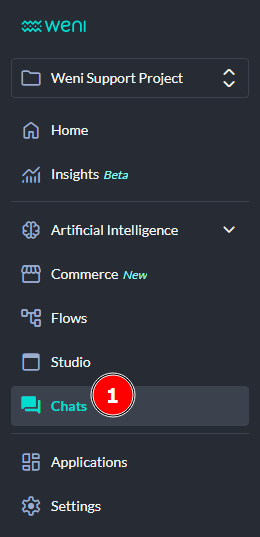 weni
Weni Support Project
Home
Insights Beta
Artificial Intelligence
Commerce New
Flows
Studio
Chats 1
Applications
Settings